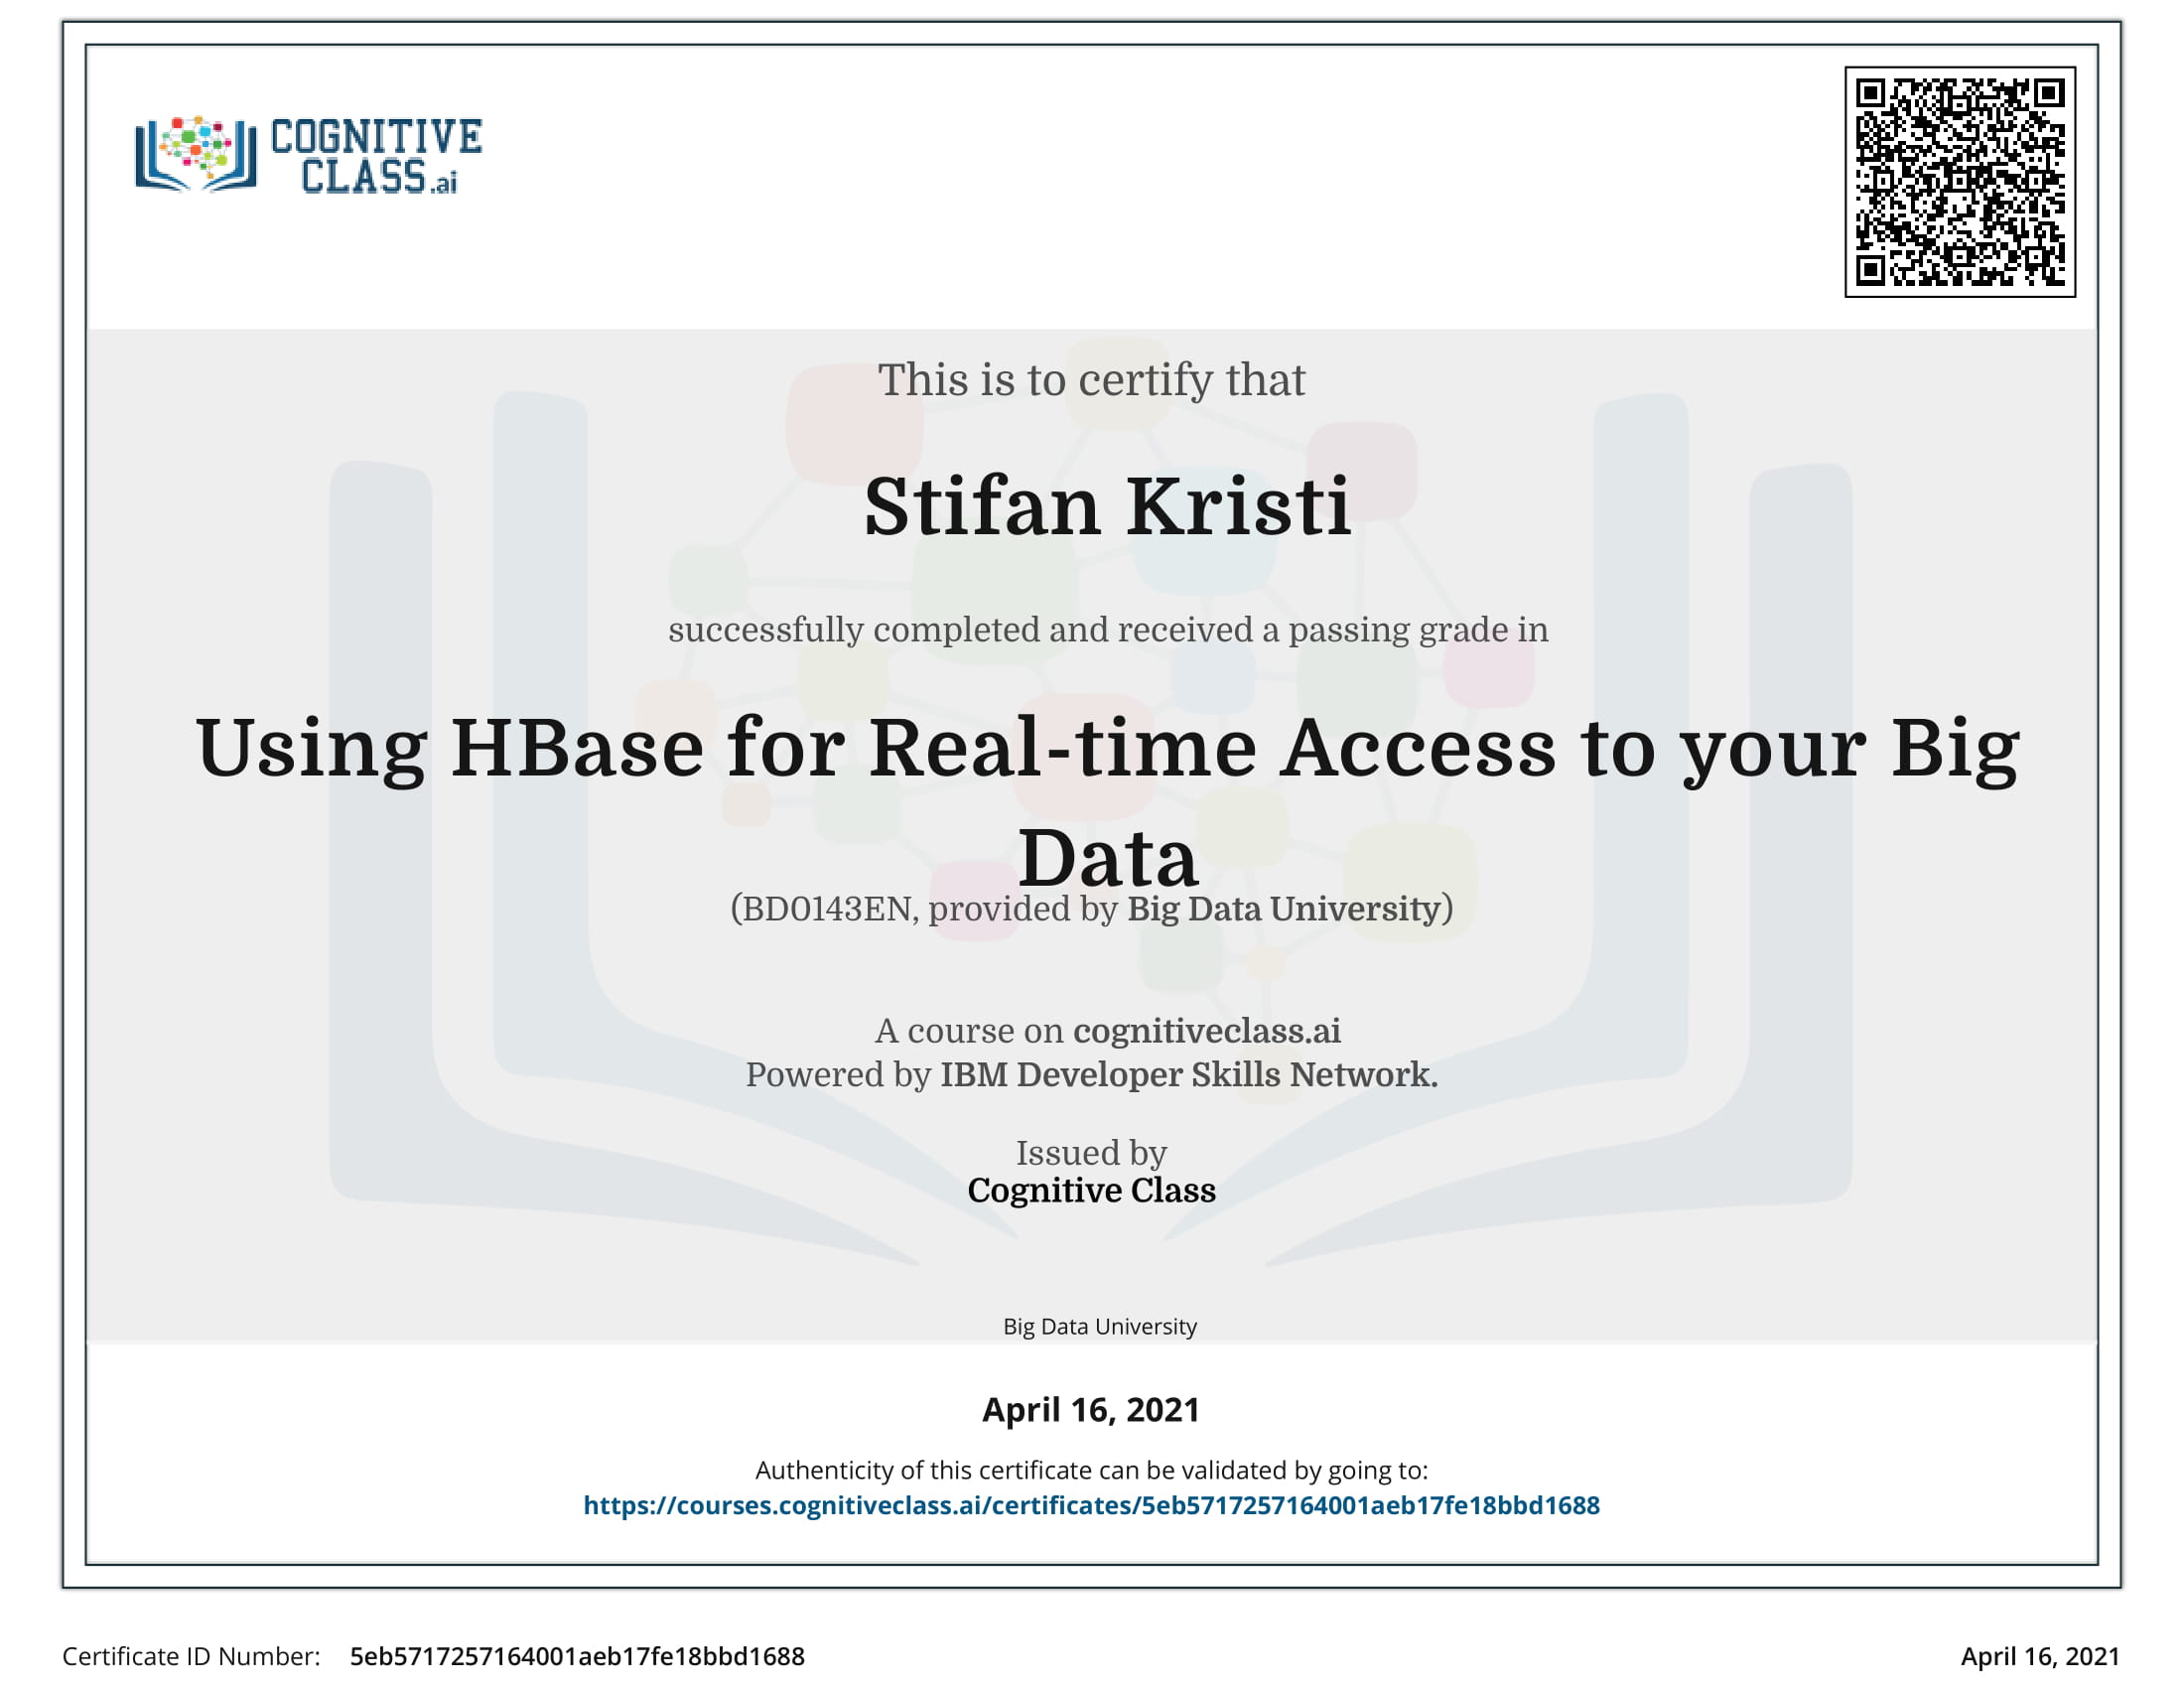 COGNITIVE
CLASS.ai
This is to certify that
Stifan Kristi
successfully completed and received a passing grade in
Using HBase for Real-time Access to your Big
Data
(BD0143EN, provided by Big Data University)
A course on cognitiveclass.ai
Powered by IBM Developer Skills Network.
Issued by
Cognitive Class
Big Data University
April 16, 2021
Authenticity of this certificate can be validated by going to:
https://courses.cognitiveclass.ai/certificates/5eb5717257164001aeb17fe18bbd1688
Certificate ID Number: 5eb5717257164001aeb17fe18bbd1688
April 16, 2021